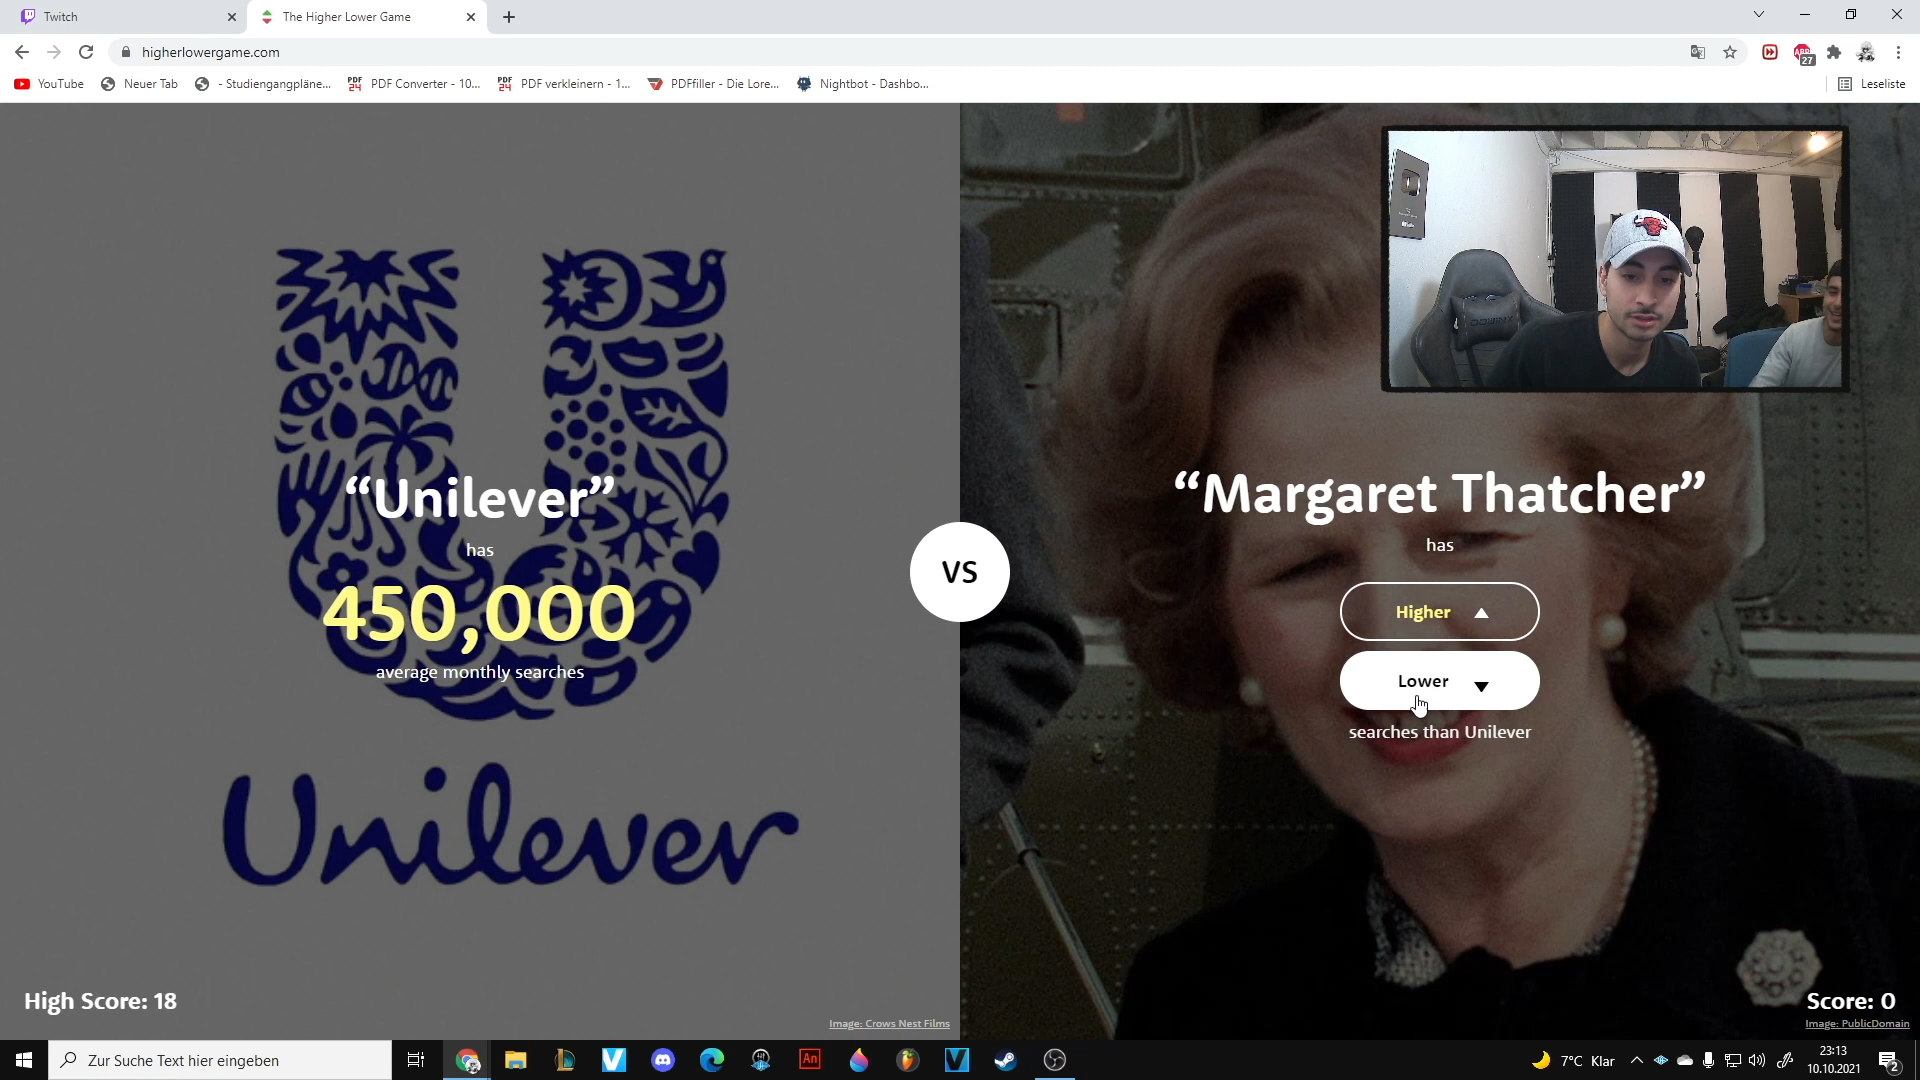 Twitch
The Higher Lower Game
higherlowergame.com
YouTube
Neuer Tab
- Studiengangpläne...
PDF Converter - 10...
PDF verkleinern - 1...
PDFfiller - Die Lore...
Nightbot - Dashbo...
Leseliste
“Unilever”
has
450,000
average monthly searches
Unilever
High Score: 18
Image: Crows Nest Films
VS
“Margaret Thatcher”
has
Higher
Lower
searches than Unilever
Score: 0
Image: PublicDomain
Zur Suche Text hier eingeben
7°C Klar
23:13
10.10.2021
2